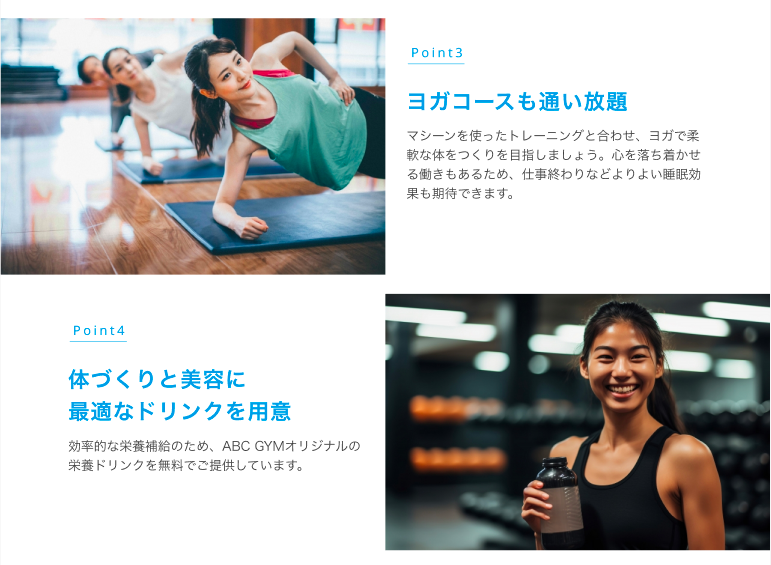 Point3
ヨガコースも通い放題
マシーンを使ったトレーニングと合わせ、ヨガで柔
軟な体をつくりを目指しましょう。心を落ち着かせ
る働きもあるため、仕事終わりなどよりよい睡眠効
果も期待できます。
Point4
体づくりと美容に
最適なドリンクを用意
効率的な栄養補給のため、ABC GYMオリジナルの
栄養ドリンクを無料でご提供しています。